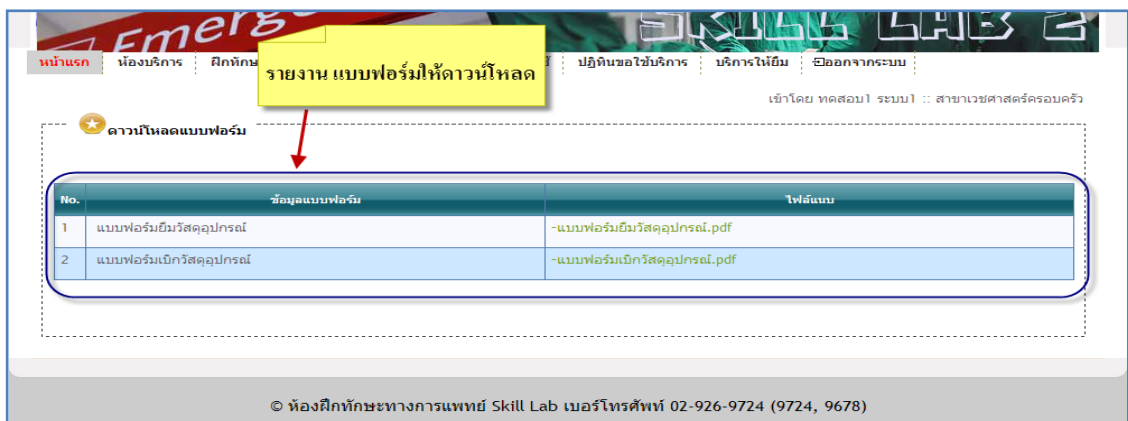 Emerge
SKILL LAB 2
หน้าแรก ห้องบริการ ฝึกทักษ ปฏิทินขอใช้บริการ บริการให้ยืม ออกจากระบบ
รายงาน แบบฟอร์มให้ดาวน์โหลด
เข้าโดย ทดสอบ1 ระบบ1 :: สาขาเวชศาสตร์ครอบครัว
ดาวน์โหลดแบบฟอร์ม
No. ข้อมูลแบบฟอร์ม ไฟล์แนบ
1 แบบฟอร์มยืมวัสดุอุปกรณ์ -แบบฟอร์มยืมวัสดุอุปกรณ์.pdf
2 แบบฟอร์มเบิกวัสดุอุปกรณ์ -แบบฟอร์มเบิกวัสดุอุปกรณ์.pdf
© ห้องฝึกทักษะทางการแพทย์ Skill Lab เบอร์โทรศัพท์ 02-926-9724 (9724, 9678)